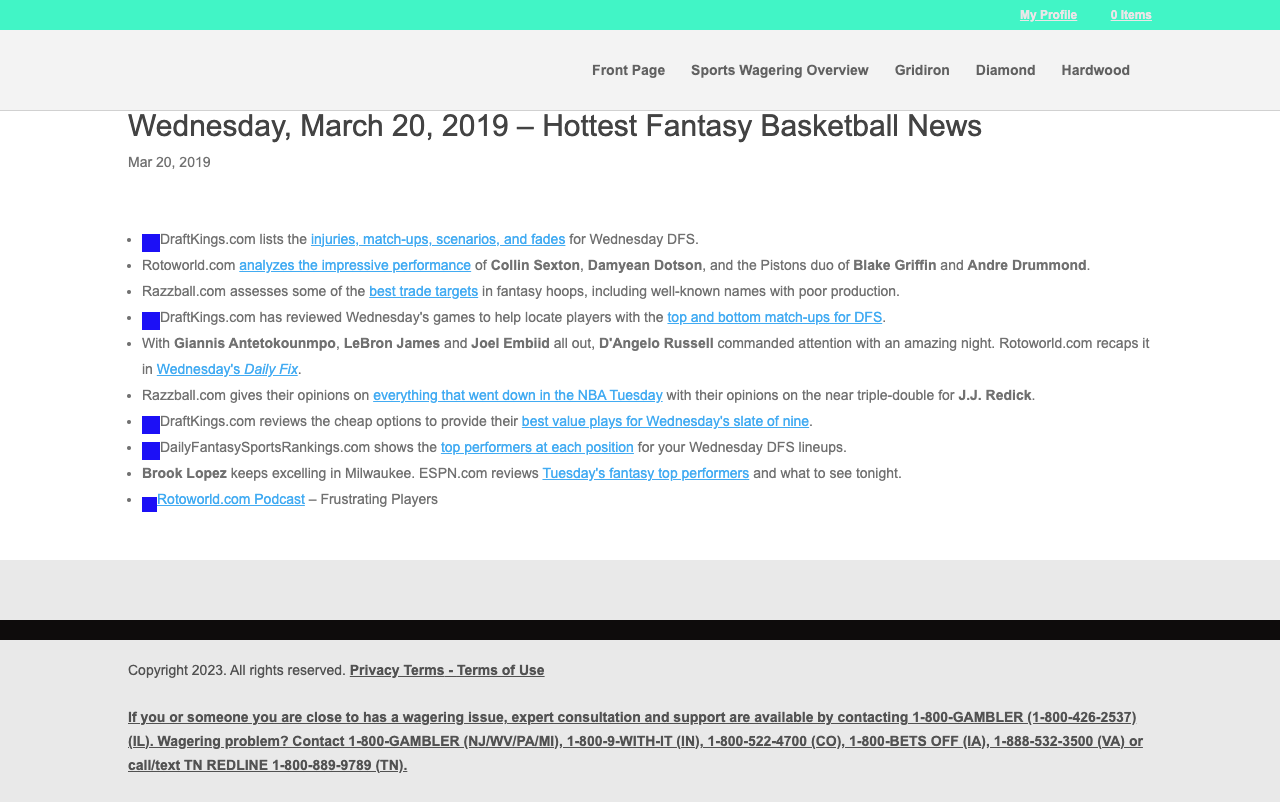 My Profile 0 Items
Front Page Sports Wagering Overview Gridiron Diamond Hardwood
Wednesday, March 20, 2019 – Hottest Fantasy Basketball News
Mar 20, 2019
DraftKings.com lists the injuries, match-ups, scenarios, and fades for Wednesday DFS.
Rotoworld.com analyzes the impressive performance of Collin Sexton, Damyean Dotson, and the Pistons duo of Blake Griffin and Andre Drummond.
Razzball.com assesses some of the best trade targets in fantasy hoops, including well-known names with poor production.
DraftKings.com has reviewed Wednesday's games to help locate players with the top and bottom match-ups for DFS.
With Giannis Antetokounmpo, LeBron James and Joel Embiid all out, D'Angelo Russell commanded attention with an amazing night. Rotoworld.com recaps it
in Wednesday's Daily Fix.
Razzball.com gives their opinions on everything that went down in the NBA Tuesday with their opinions on the near triple-double for J.J. Redick.
DraftKings.com reviews the cheap options to provide their best value plays for Wednesday's slate of nine.
DailyFantasySportsRankings.com shows the top performers at each position for your Wednesday DFS lineups.
Brook Lopez keeps excelling in Milwaukee. ESPN.com reviews Tuesday's fantasy top performers and what to see tonight.
Rotoworld.com Podcast – Frustrating Players
Copyright 2023. All rights reserved. Privacy Terms - Terms of Use
If you or someone you are close to has a wagering issue, expert consultation and support are available by contacting 1-800-GAMBLER (1-800-426-2537)
(IL). Wagering problem? Contact 1-800-GAMBLER (NJ/WV/PA/MI), 1-800-9-WITH-IT (IN), 1-800-522-4700 (CO), 1-800-BETS OFF (IA), 1-888-532-3500 (VA) or
call/text TN REDLINE 1-800-889-9789 (TN).